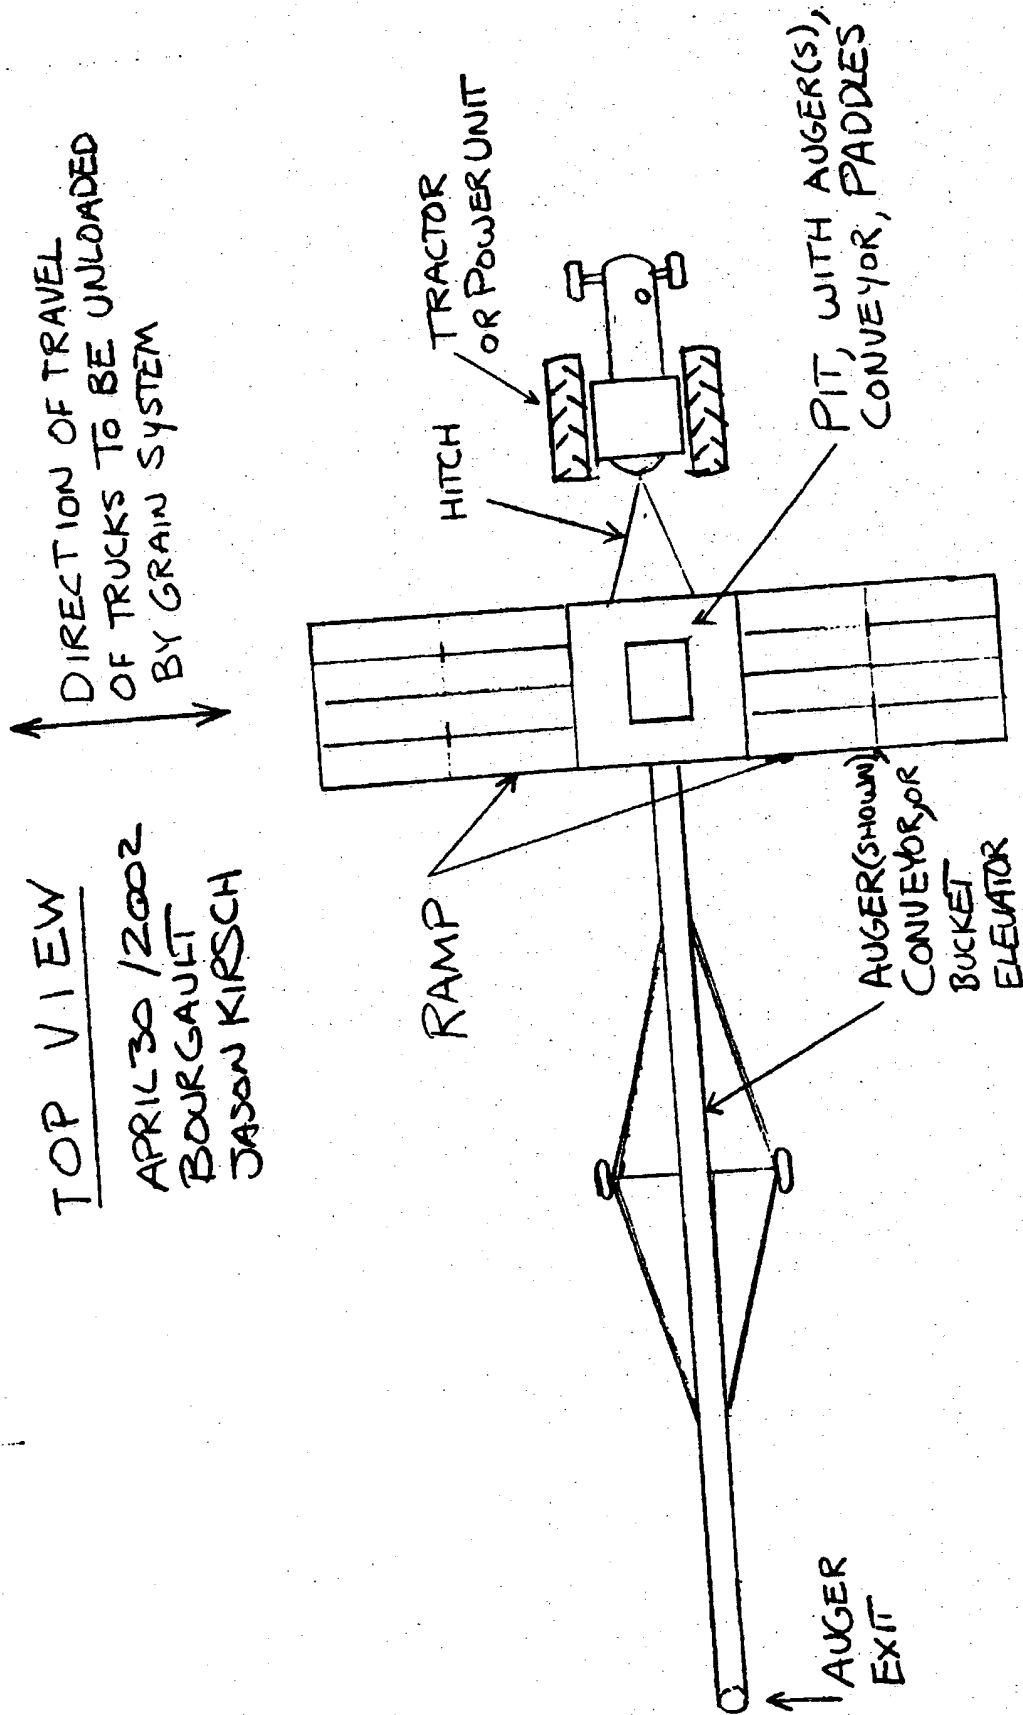 TOP VIEW
APRIL 30/2002
BOURGAULT
JASON KIRSCH
DIRECTION OF TRAVEL
OF TRUCKS TO BE UNLOADED
BY GRAIN SYSTEM
TRACTOR
OR POWER UNIT
HITCH
RAMP
PIT, WITH AUGER(S),
CONVEYOR, PADDLES
AUGER(SHOWN),
CONVEYOR, OR
BUCKET
ELEVATOR
AUGER
EXIT